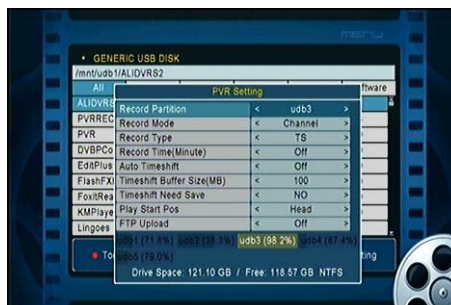 menu
GENERIC USB DISK
/mnt/udb1/ALIDVRS2
All ftware
PVR Setting
ALIDVRS
Record Partition < udb3 >
PVRREC
Record Mode < Channel >
PVR
Record Type < TS >
DVBPCo
Record Time(Minute) < Off >
EditPlus
Auto Timeshift < Off >
FlashFXI
Timeshift Buffer Size(MB) < 100 >
FoxitRea
Timeshift Need Save < NO >
KMPlaye
Play Start Pos < Head >
Lingoes
FTP Upload < Off >
udb1 (71.8%) udb2 (38.3%) udb3 (98.2%) udb4 (87.4%)
udb5 (79.0%)
To ting
Drive Space: 121.10 GB / Free: 118.57 GB NTFS